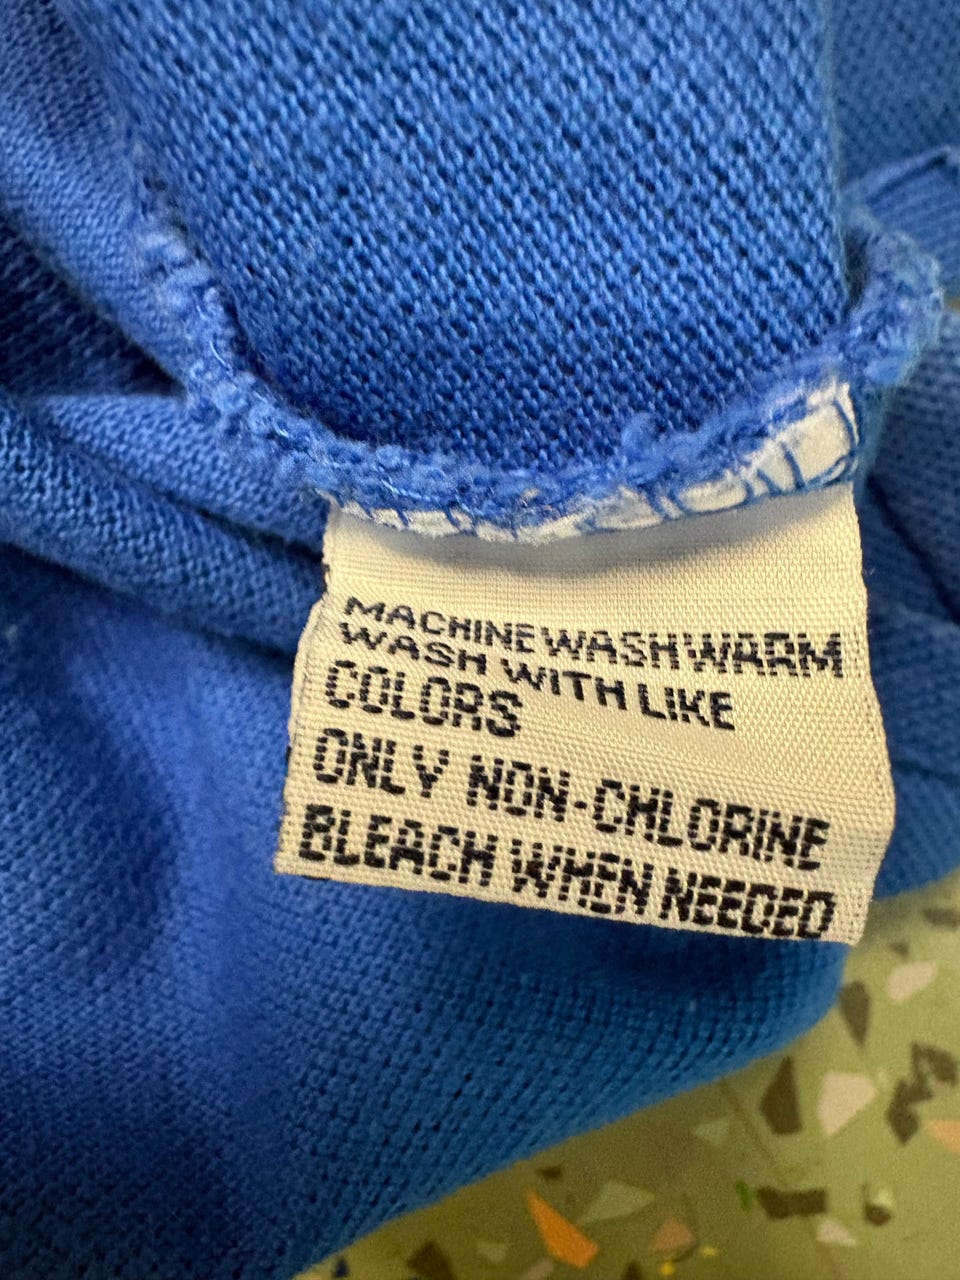 MACHINE WASH WARM
WASH WITH LIKE
COLORS
ONLY NON-CHLORINE
BLEACH WHEN NEEDED